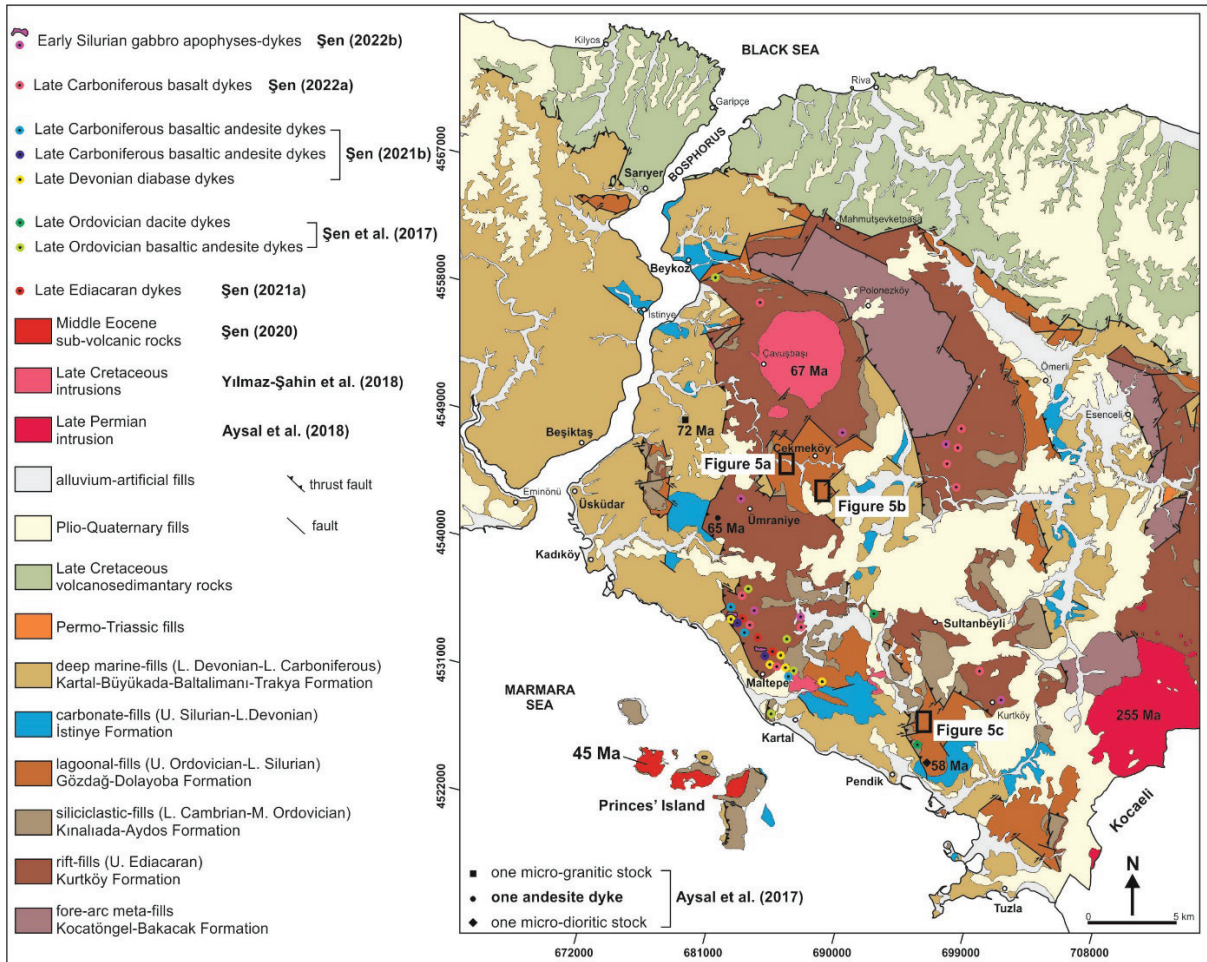 Early Silurian gabbro apophyses-dykes Şen (2022b)
Late Carboniferous basalt dykes Şen (2022a)
Late Carboniferous basaltic andesite dykes
Late Carboniferous basaltic andesite dykes
Şen (2021b)
Late Devonian diabase dykes
Late Ordovician dacite dykes
Şen et al. (2017)
Late Ordovician basaltic andesite dykes
Late Ediacaran dykes Şen (2021a)
Middle Eocene
sub-volcanic rocks
Şen (2020)
Late Cretaceous
intrusions
Yılmaz-Şahin et al. (2018)
Late Permian
intrusion
Aysal et al. (2018)
alluvium-artificial fills
thrust fault
Plio-Quaternary fills
fault
Late Cretaceous
volcanosedimantary rocks
Permo-Triassic fills
deep marine-fills (L. Devonian-L. Carboniferous)
Kartal-Büyükada-Baltalimanı-Trakya Formation
carbonate-fills (U. Silurian-L.Devonian)
İstinye Formation
lagoonal-fills (U. Ordovician-L. Silurian)
Gözdağ-Dolayoba Formation
siliciclastic-fills (L. Cambrian-M. Ordovician)
Kınalıada-Aydos Formation
rift-fills (U. Ediacaran)
Kurtköy Formation
fore-arc meta-fills
Kocatöngel-Bakacak Formation
Kilyos
BLACK SEA
Riva
Garipçe
BOSPHORUS
Sarıyer
Mahmutşevketpaşa
Beykoz
Polonezköy
İstinye
Çavuşbaşı
67 Ma
Ömerli
Esenceli
72 Ma
Beşiktaş
Çekmeköy
Figure 5a
Eminönü
Üsküdar
Figure 5b
65 Ma
Ümraniye
Kadıköy
Sultanbeyli
Maltepe
MARMARA
SEA
Kurtköy
Kartal
Figure 5c
255 Ma
45 Ma
58 Ma
Pendik
Princes' Island
Kocaeli
N
Tuzla
0 5 km
one micro-granitic stock
one andesite dyke
Aysal et al. (2017)
one micro-dioritic stock
4567000
4558000
4549000
4540000
4531000
4522000
672000 681000 690000 699000 708000